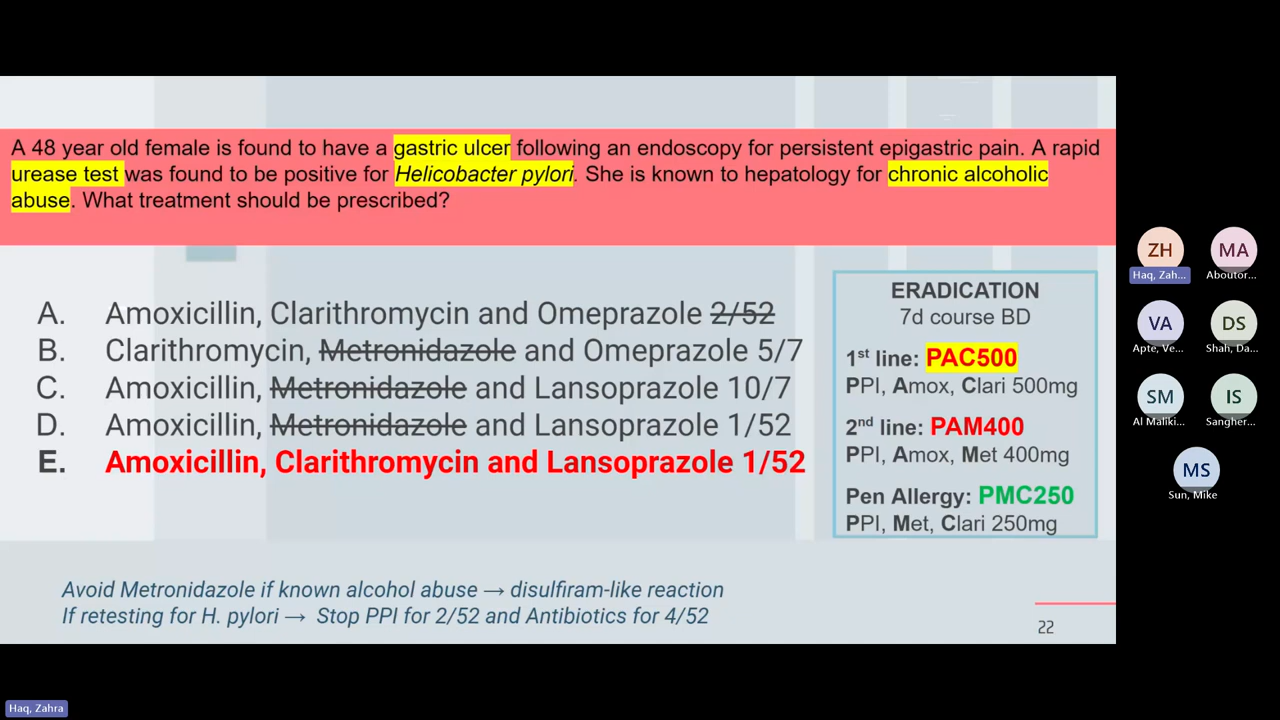 A 48 year old female is found to have a gastric ulcer following an endoscopy for persistent epigastric pain. A rapid
urease test was found to be positive for Helicobacter pylori. She is known to hepatology for chronic alcoholic
abuse. What treatment should be prescribed?
A. Amoxicillin, Clarithromycin and Omeprazole 2/52
B. Clarithromycin, Metronidazole and Omeprazole 5/7
C. Amoxicillin, Metronidazole and Lansoprazole 10/7
D. Amoxicillin, Metronidazole and Lansoprazole 1/52
E. Amoxicillin, Clarithromycin and Lansoprazole 1/52
ERADICATION
7d course BD
1st line: PAC500
PPI, Amox, Clari 500mg
2nd line: PAM400
PPI, Amox, Met 400mg
Pen Allergy: PMC250
PPI, Met, Clari 250mg
Avoid Metronidazole if known alcohol abuse → disulfiram-like reaction
If retesting for H. pylori → Stop PPI for 2/52 and Antibiotics for 4/52
22
ZH
Haq, Zah...
MA
Aboutor...
VA
Apte, Ve...
DS
Shah, Da...
SM
Al Maliki...
IS
Sangher...
MS
Sun, Mike
Haq, Zahra